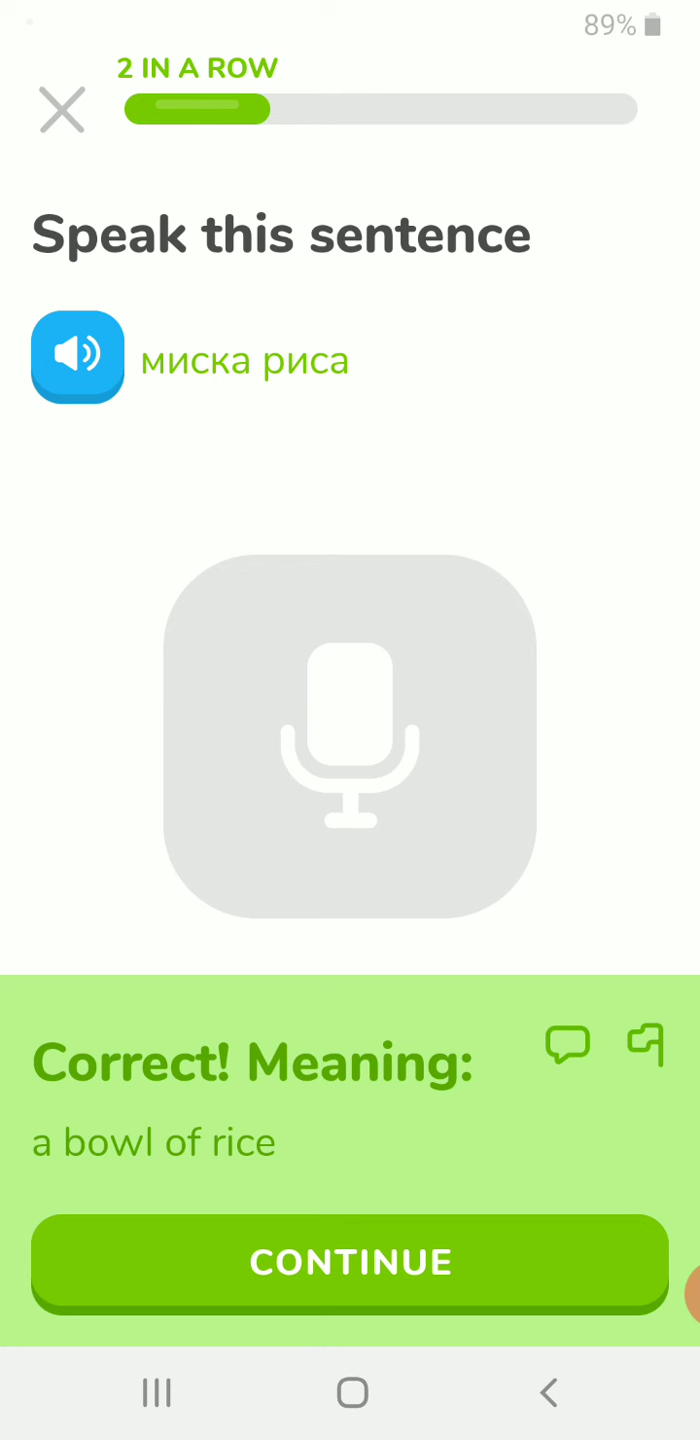 89%
2 IN A ROW
Speak this sentence
миска риса
Correct! Meaning:
a bowl of rice
CONTINUE